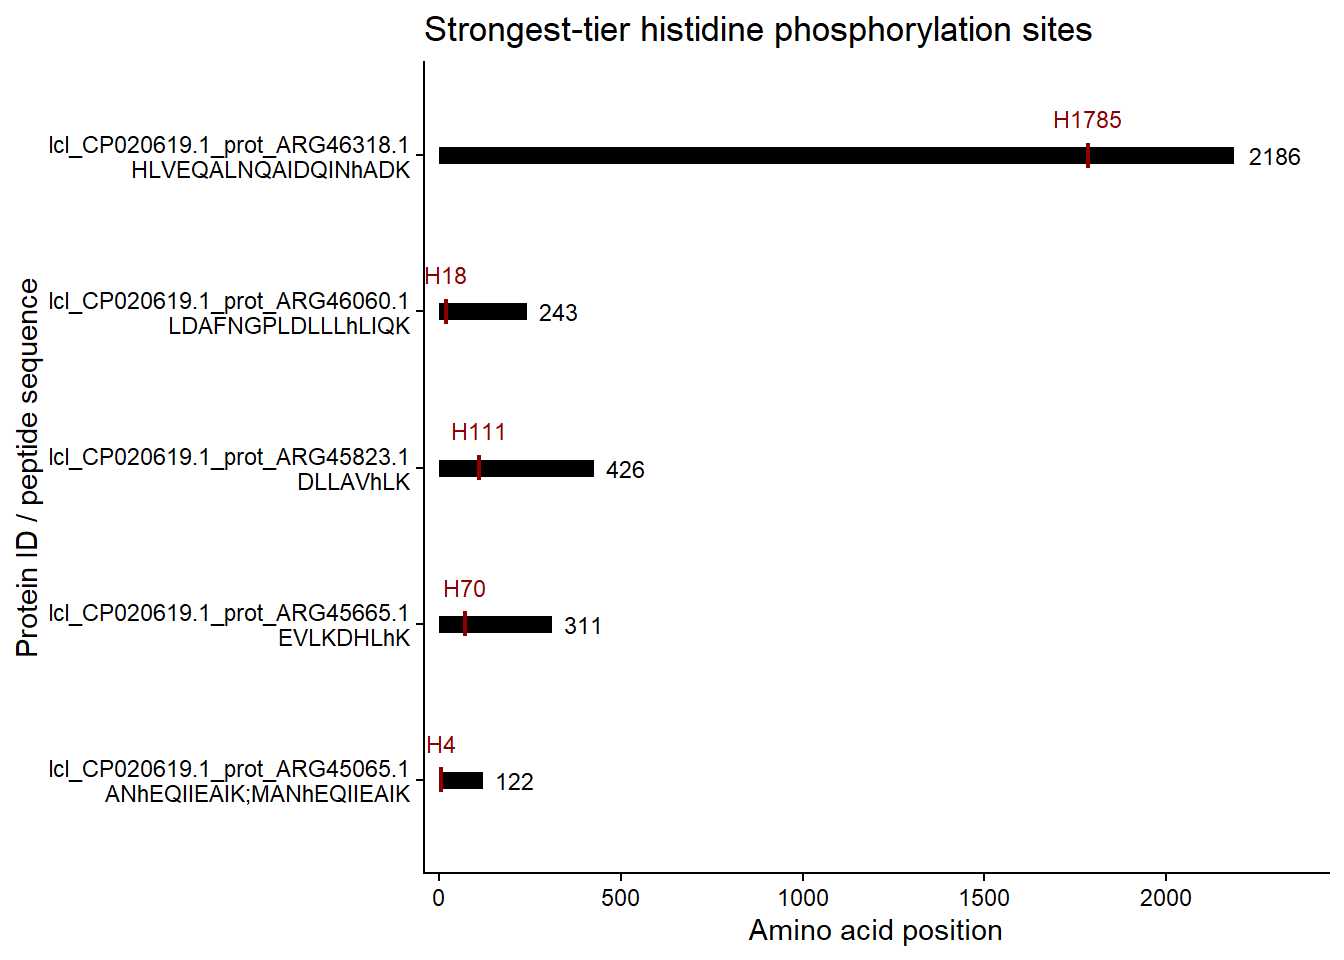 Strongest-tier histidine phosphorylation sites
Protein ID / peptide sequence
lcl_CP020619.1_prot_ARG46318.1
HLVEQALNQAIDQINhADK
H1785
2186
lcl_CP020619.1_prot_ARG46060.1
LDAFNGPLDLLLhLIQK
H18
243
lcl_CP020619.1_prot_ARG45823.1
DLLAVhLK
H111
426
lcl_CP020619.1_prot_ARG45665.1
EVLKDHLhK
H70
311
lcl_CP020619.1_prot_ARG45065.1
ANhEQIIEAIK;MANhEQIIEAIK
H4
122
0 500 1000 1500 2000
Amino acid position